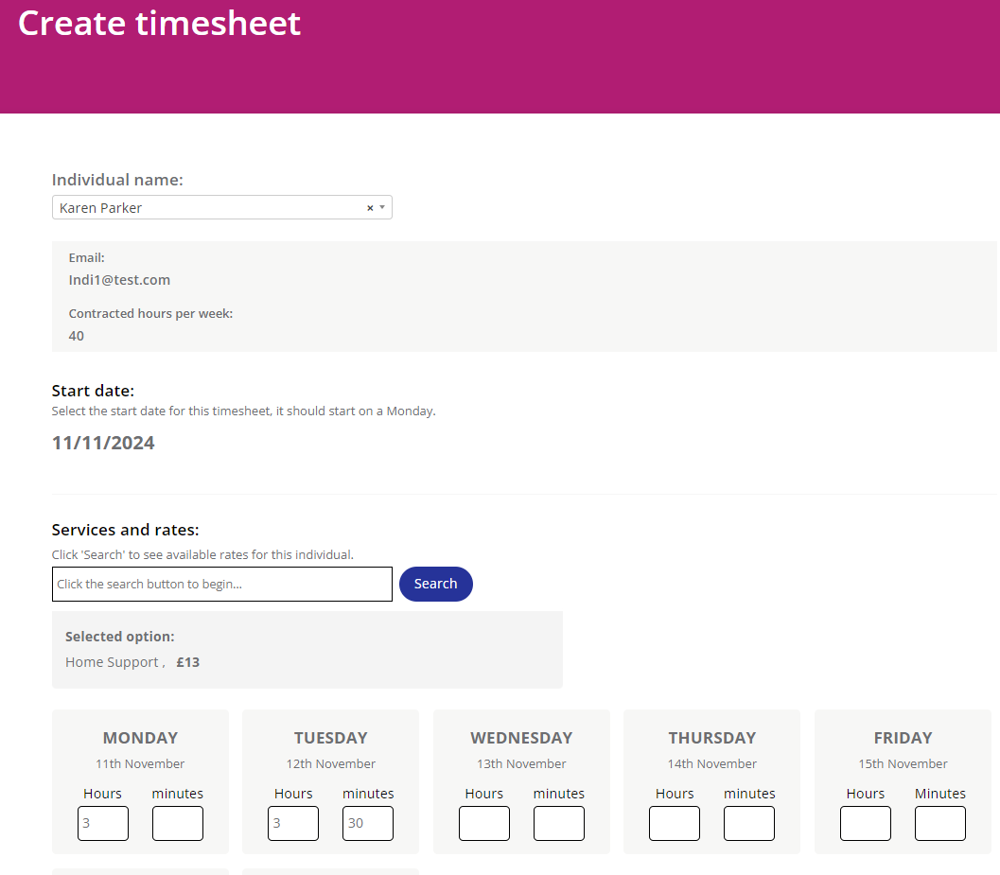 Create timesheet
Individual name:
Karen Parker × ▾
Email:
Indi1@test.com
Contracted hours per week:
40
Start date:
Select the start date for this timesheet, it should start on a Monday.
11/11/2024
Services and rates:
Click 'Search' to see available rates for this individual.
Click the search button to begin... Search
Selected option:
Home Support , £13
MONDAY TUESDAY WEDNESDAY THURSDAY FRIDAY
11th November 12th November 13th November 14th November 15th November
Hours minutes Hours minutes Hours minutes Hours minutes Hours Minutes
3 3 30